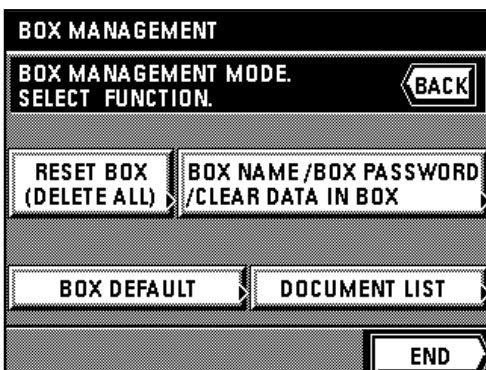 BOX MANAGEMENT
BOX MANAGEMENT MODE.
SELECT FUNCTION.
BACK
RESET BOX
(DELETE ALL)
BOX NAME/BOX PASSWORD
/CLEAR DATA IN BOX
BOX DEFAULT
DOCUMENT LIST
END